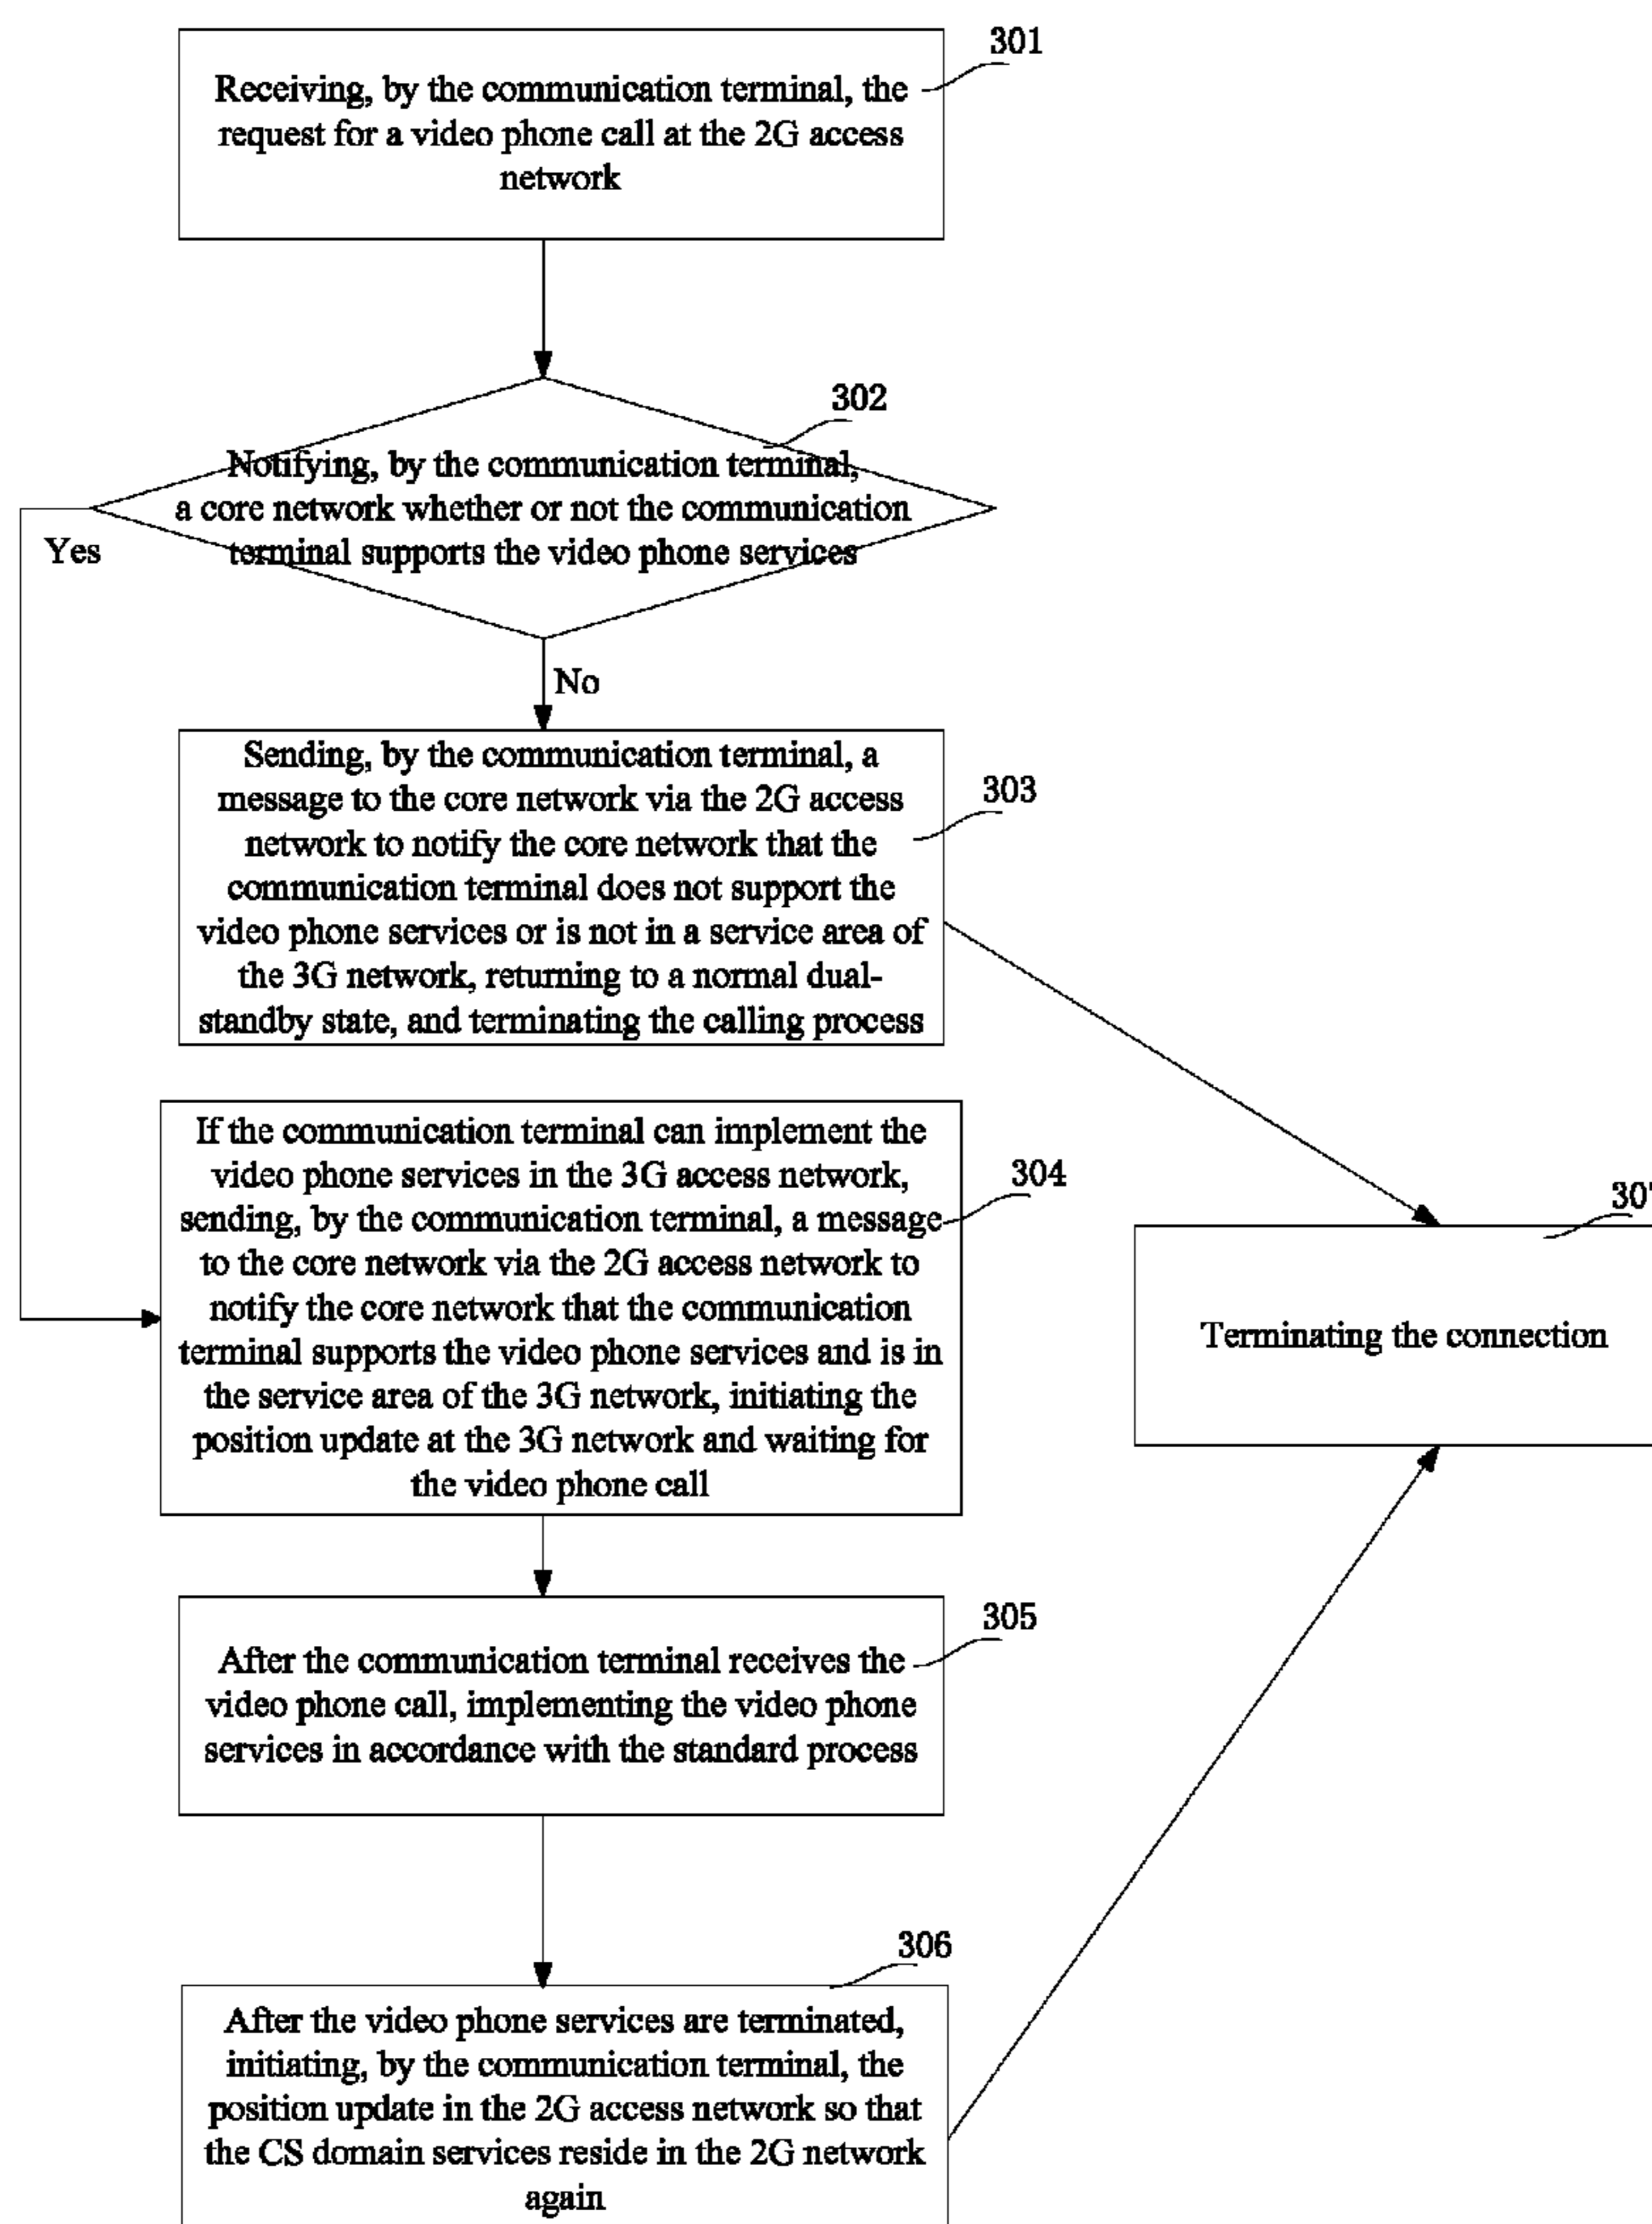 301
Receiving, by the communication terminal, the
request for a video phone call at the 2G access
network
302
Notifying, by the communication terminal,
a core network whether or not the communication
terminal supports the video phone services
Yes
No
303
Sending, by the communication terminal, a
message to the core network via the 2G access
network to notify the core network that the
communication terminal does not support the
video phone services or is not in a service area of
the 3G network, returning to a normal dual-
standby state, and terminating the calling process
304
If the communication terminal can implement the
video phone services in the 3G access network,
sending, by the communication terminal, a message
to the core network via the 2G access network to
notify the core network that the communication
terminal supports the video phone services and is in
the service area of the 3G network, initiating the
position update at the 3G network and waiting for
the video phone call
307
Terminating the connection
305
After the communication terminal receives the
video phone call, implementing the video phone
services in accordance with the standard process
306
After the video phone services are terminated,
initiating, by the communication terminal, the
position update in the 2G access network so that
the CS domain services reside in the 2G network
again